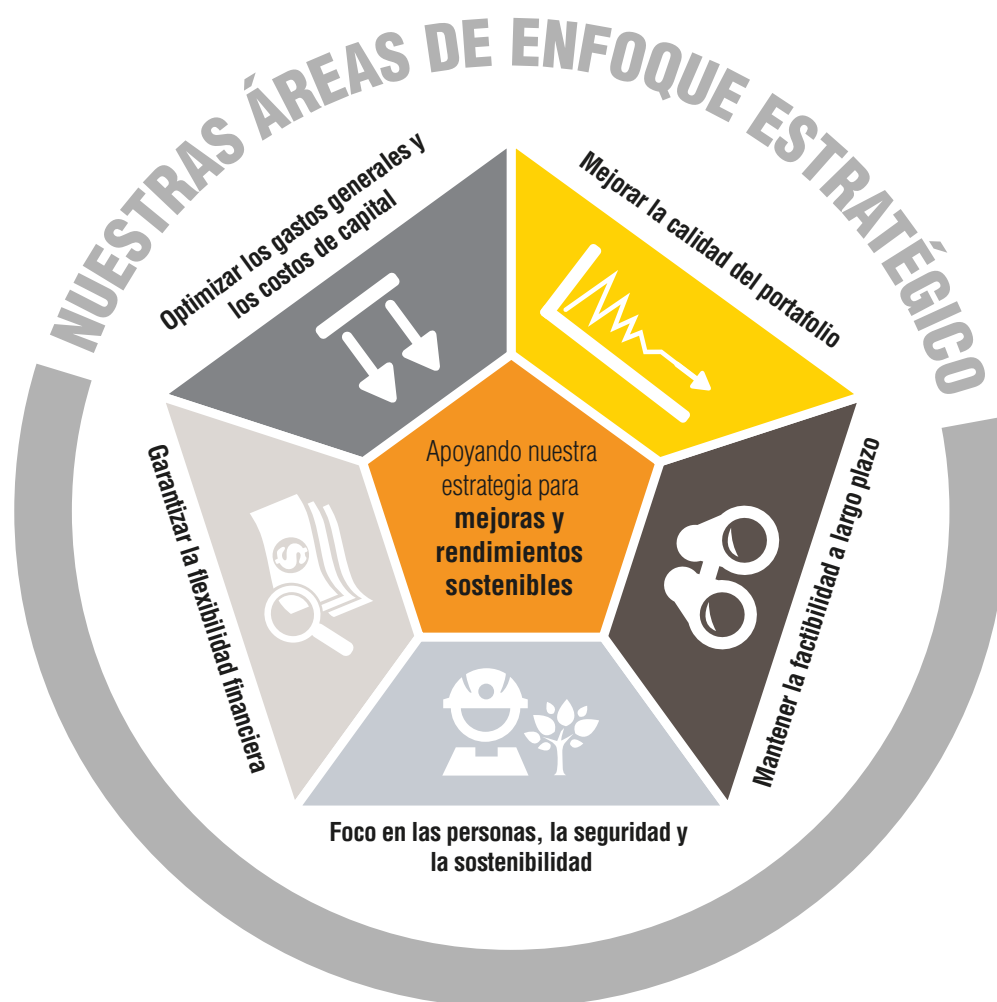 NUESTRAS ÁREAS DE ENFOQUE ESTRATÉGICO
Optimizar los gastos generales y
los costos de capital
Mejorar la calidad del portafolio
Garantizar la flexibilidad financiera
Apoyando nuestra
estrategia para
mejoras y
rendimientos
sostenibles
Mantener la factibilidad a largo plazo
$
Foco en las personas, la seguridad y
la sostenibilidad